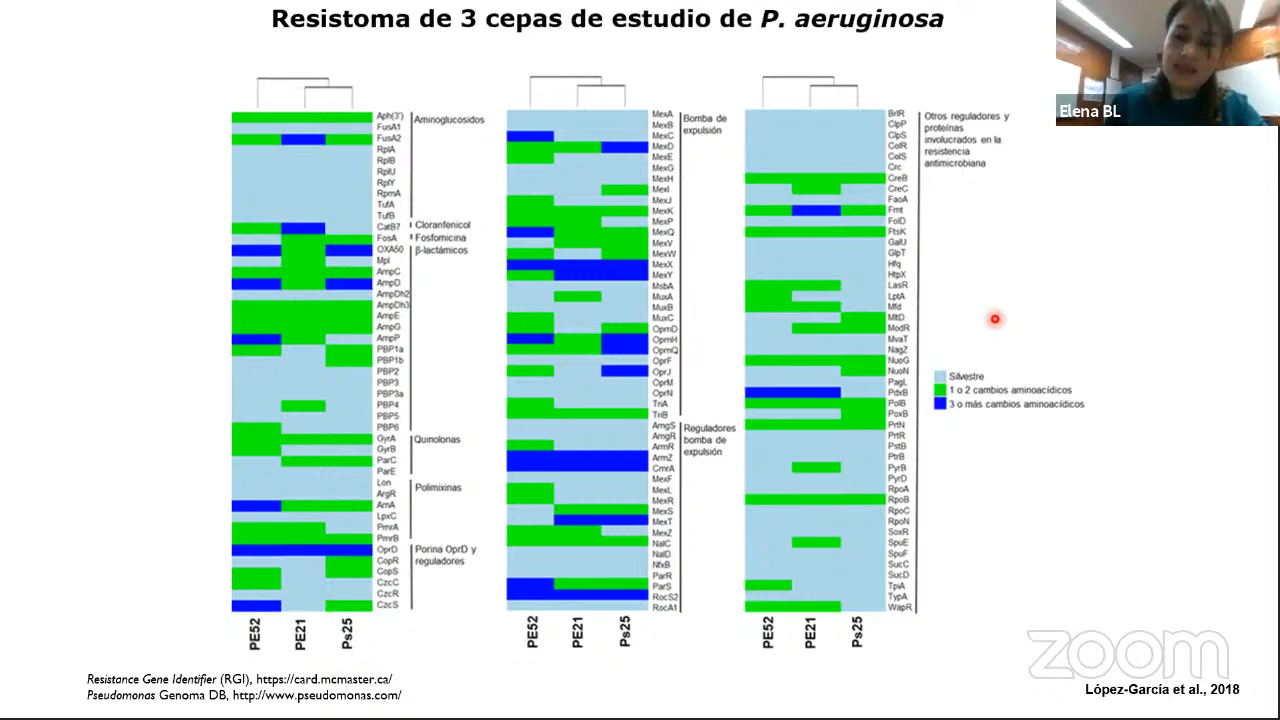 Resistoma de 3 cepas de estudio de P. aeruginosa
Elena BL
Aph(3')
FusA1
FusA2
RplA
RplB
RplU
RplY
RpmA
TufA
TufB
CatB7
FosA
OXA50
Mpl
AmpC
AmpD
AmpDh2
AmpDh3
AmpE
AmpG
AmpP
PBP1a
PBP1b
PBP2
PBP3
PBP3a
PBP4
PBP5
PBP6
GyrA
GyrB
ParC
ParE
Lon
ArgR
ArnA
LpxC
PmrA
PmrB
OprD
CopR
CopS
CzcC
CzcR
CzcS
Aminoglucosidos
Cloranfenicol
Fosfomicina
β-lactámicos
Quinolonas
Polimixinas
Porina OprD y
reguladores
PE52 PE21 Ps25
MexA
MexB
MexC
MexD
MexE
MexG
MexH
MexI
MexJ
MexK
MexP
MexQ
MexV
MexW
MexX
MexY
MsbA
MuxA
MuxB
MuxC
OpmD
OpmH
OpmQ
OprF
OprJ
OprM
OprN
TriA
TriB
AmgS
AmgR
ArmR
ArmZ
CmrA
MexF
MexL
MexR
MexS
MexT
MexZ
NalC
NalD
NfxB
ParR
ParS
RocS2
RocA1
Bomba de
expulsión
Reguladores
bomba de
expulsión
PE52 PE21 Ps25
BrlR
ClpP
ClpS
ColR
ColS
Crc
CreB
CreC
FaoA
Fmt
FolD
FtsK
GalU
GlpT
Hfq
HtpX
LasR
LptA
Mfd
MltD
ModR
MvaT
NagZ
NuoG
NuoN
PagL
PdxB
PolB
PoxB
PrtN
PrtR
PstB
PtrB
PyrB
PyrD
RpoA
RpoB
RpoC
RpoN
SoxR
SpuE
SpuF
SucC
SucD
TpiA
TypA
WapR
Otros reguladores y
proteínas
involucrados en la
resistencia
antimicrobiana
PE52 PE21 Ps25
Silvestre
1 o 2 cambios aminoacídicos
3 o más cambios aminoacídicos
Resistance Gene Identifier (RGI), https://card.mcmaster.ca/
Pseudomonas Genoma DB, http://www.pseudomonas.com/
zoom
López-García et al., 2018